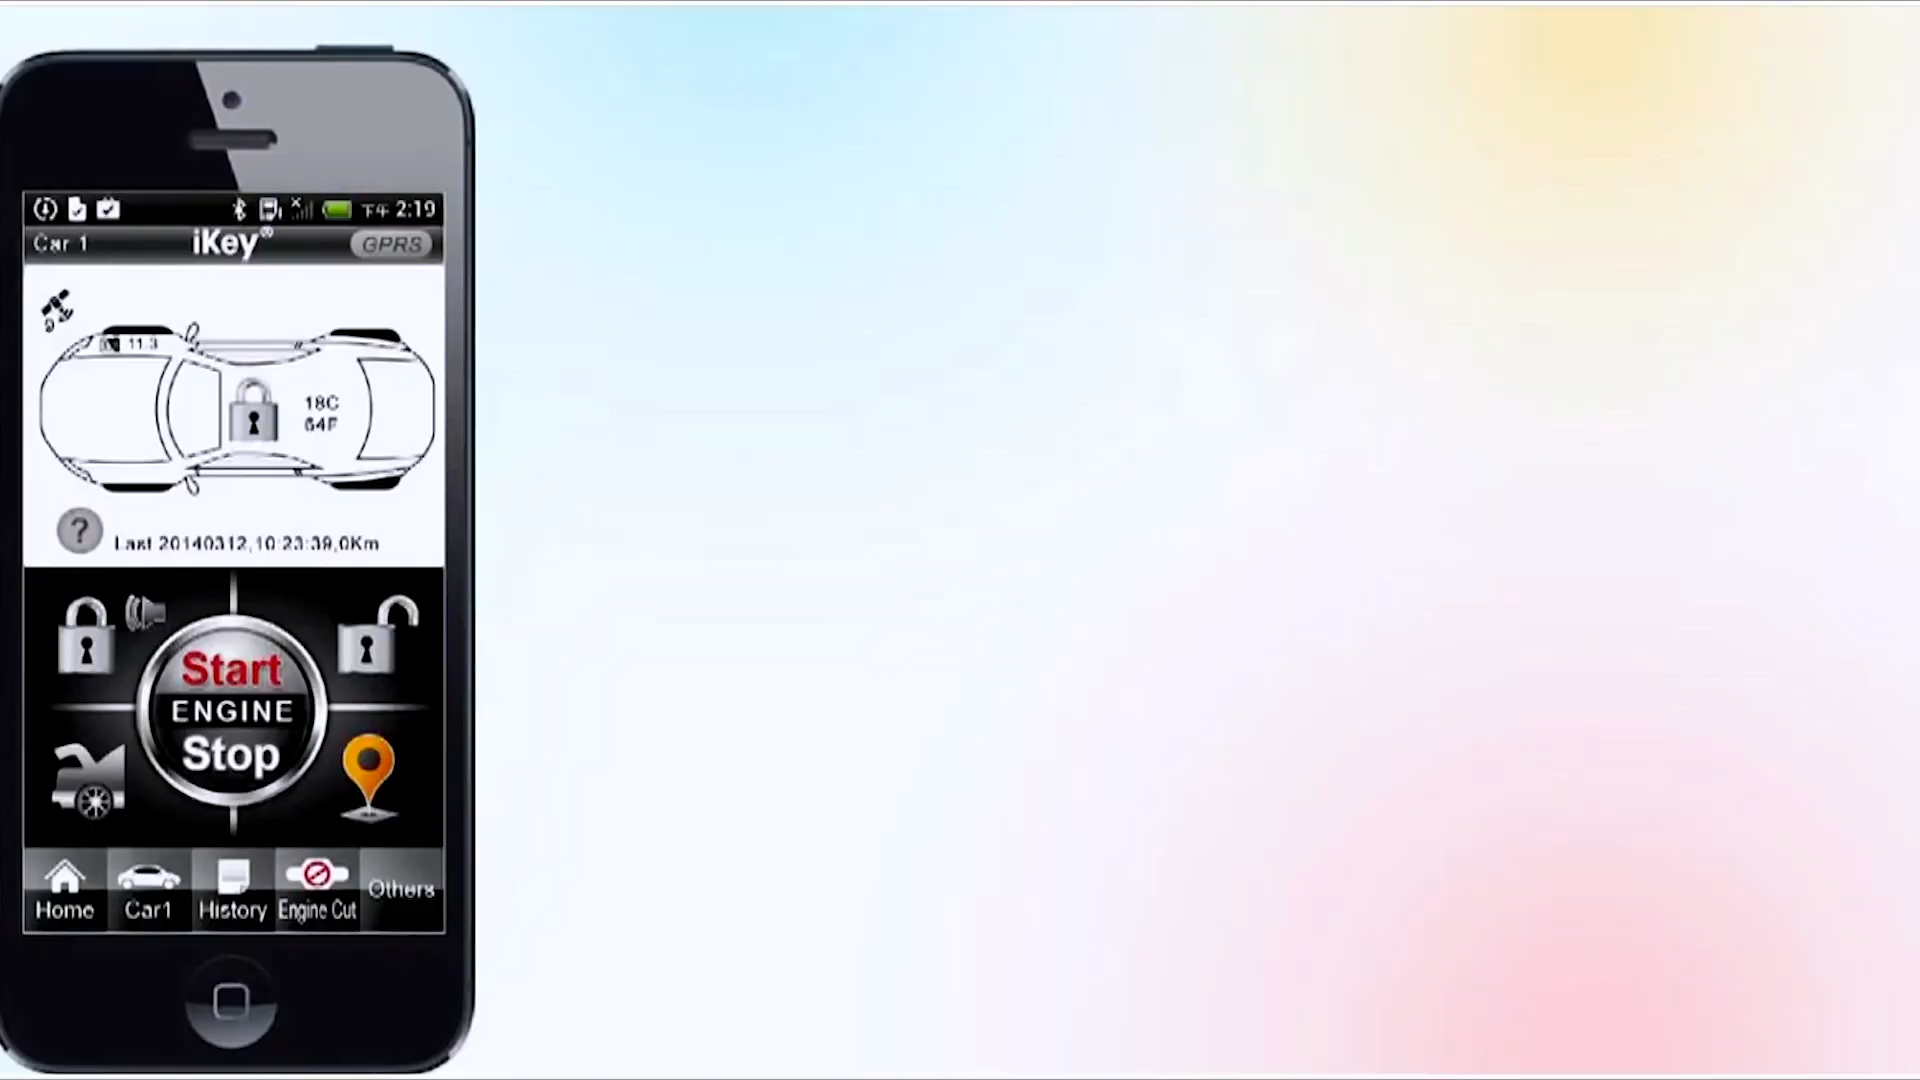 下午 2:19
Car 1
iKey®
GPRS
11.3
18C
64F
?
Last 20140312,10:23:39,0Km
Start
ENGINE
Stop
Home
Car1
History
Engine Cut
Others